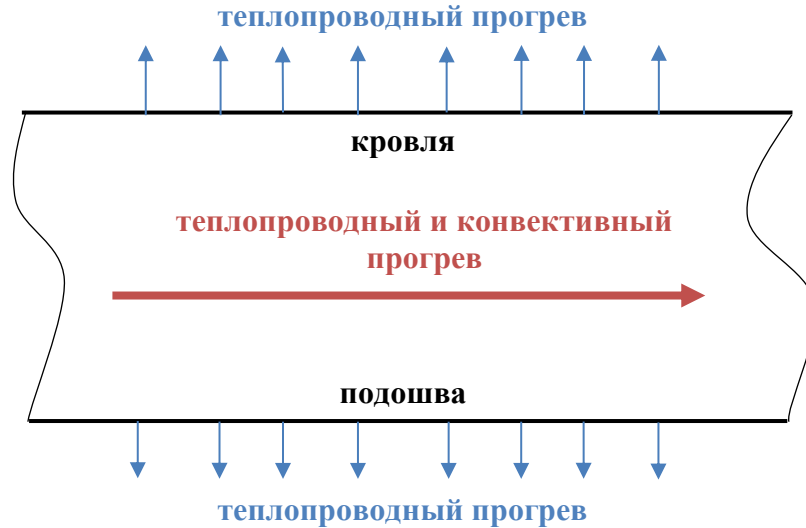 теплопроводный прогрев
кровля
теплопроводный и конвективный
прогрев
подошва
теплопроводный прогрев